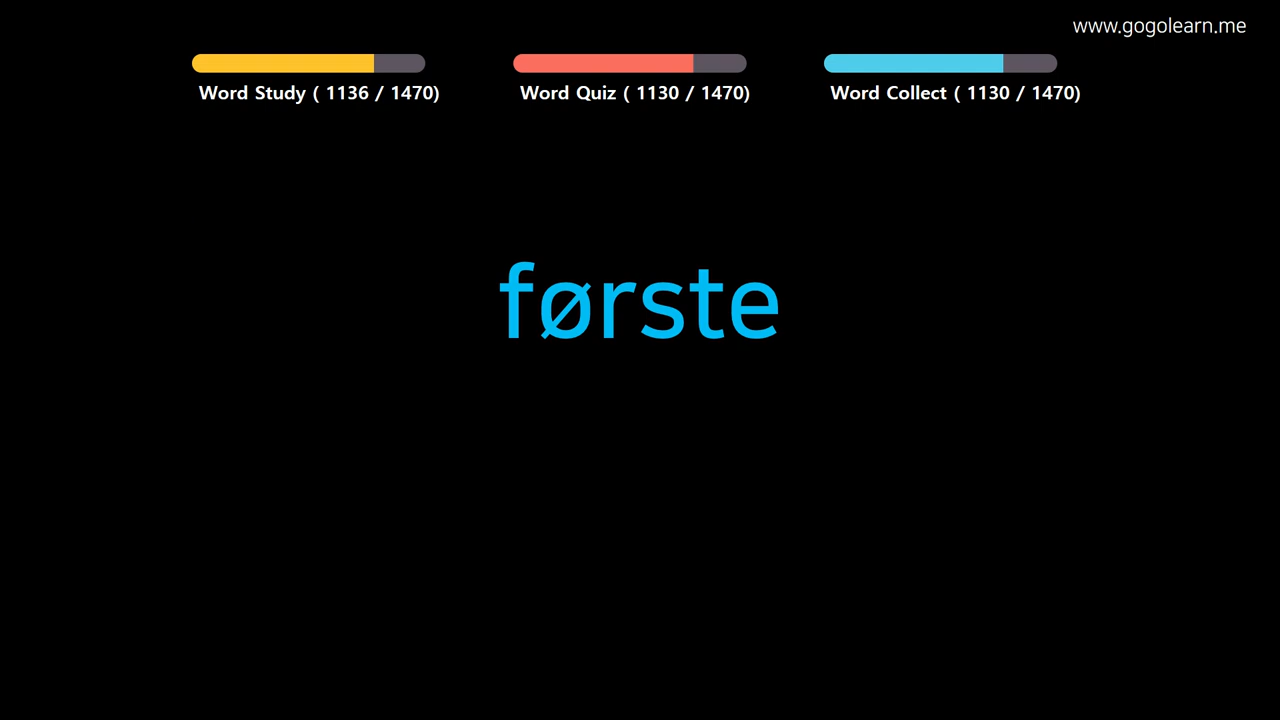 www.gogolearn.me
Word Study ( 1136 / 1470)
Word Quiz ( 1130 / 1470)
Word Collect ( 1130 / 1470)
første